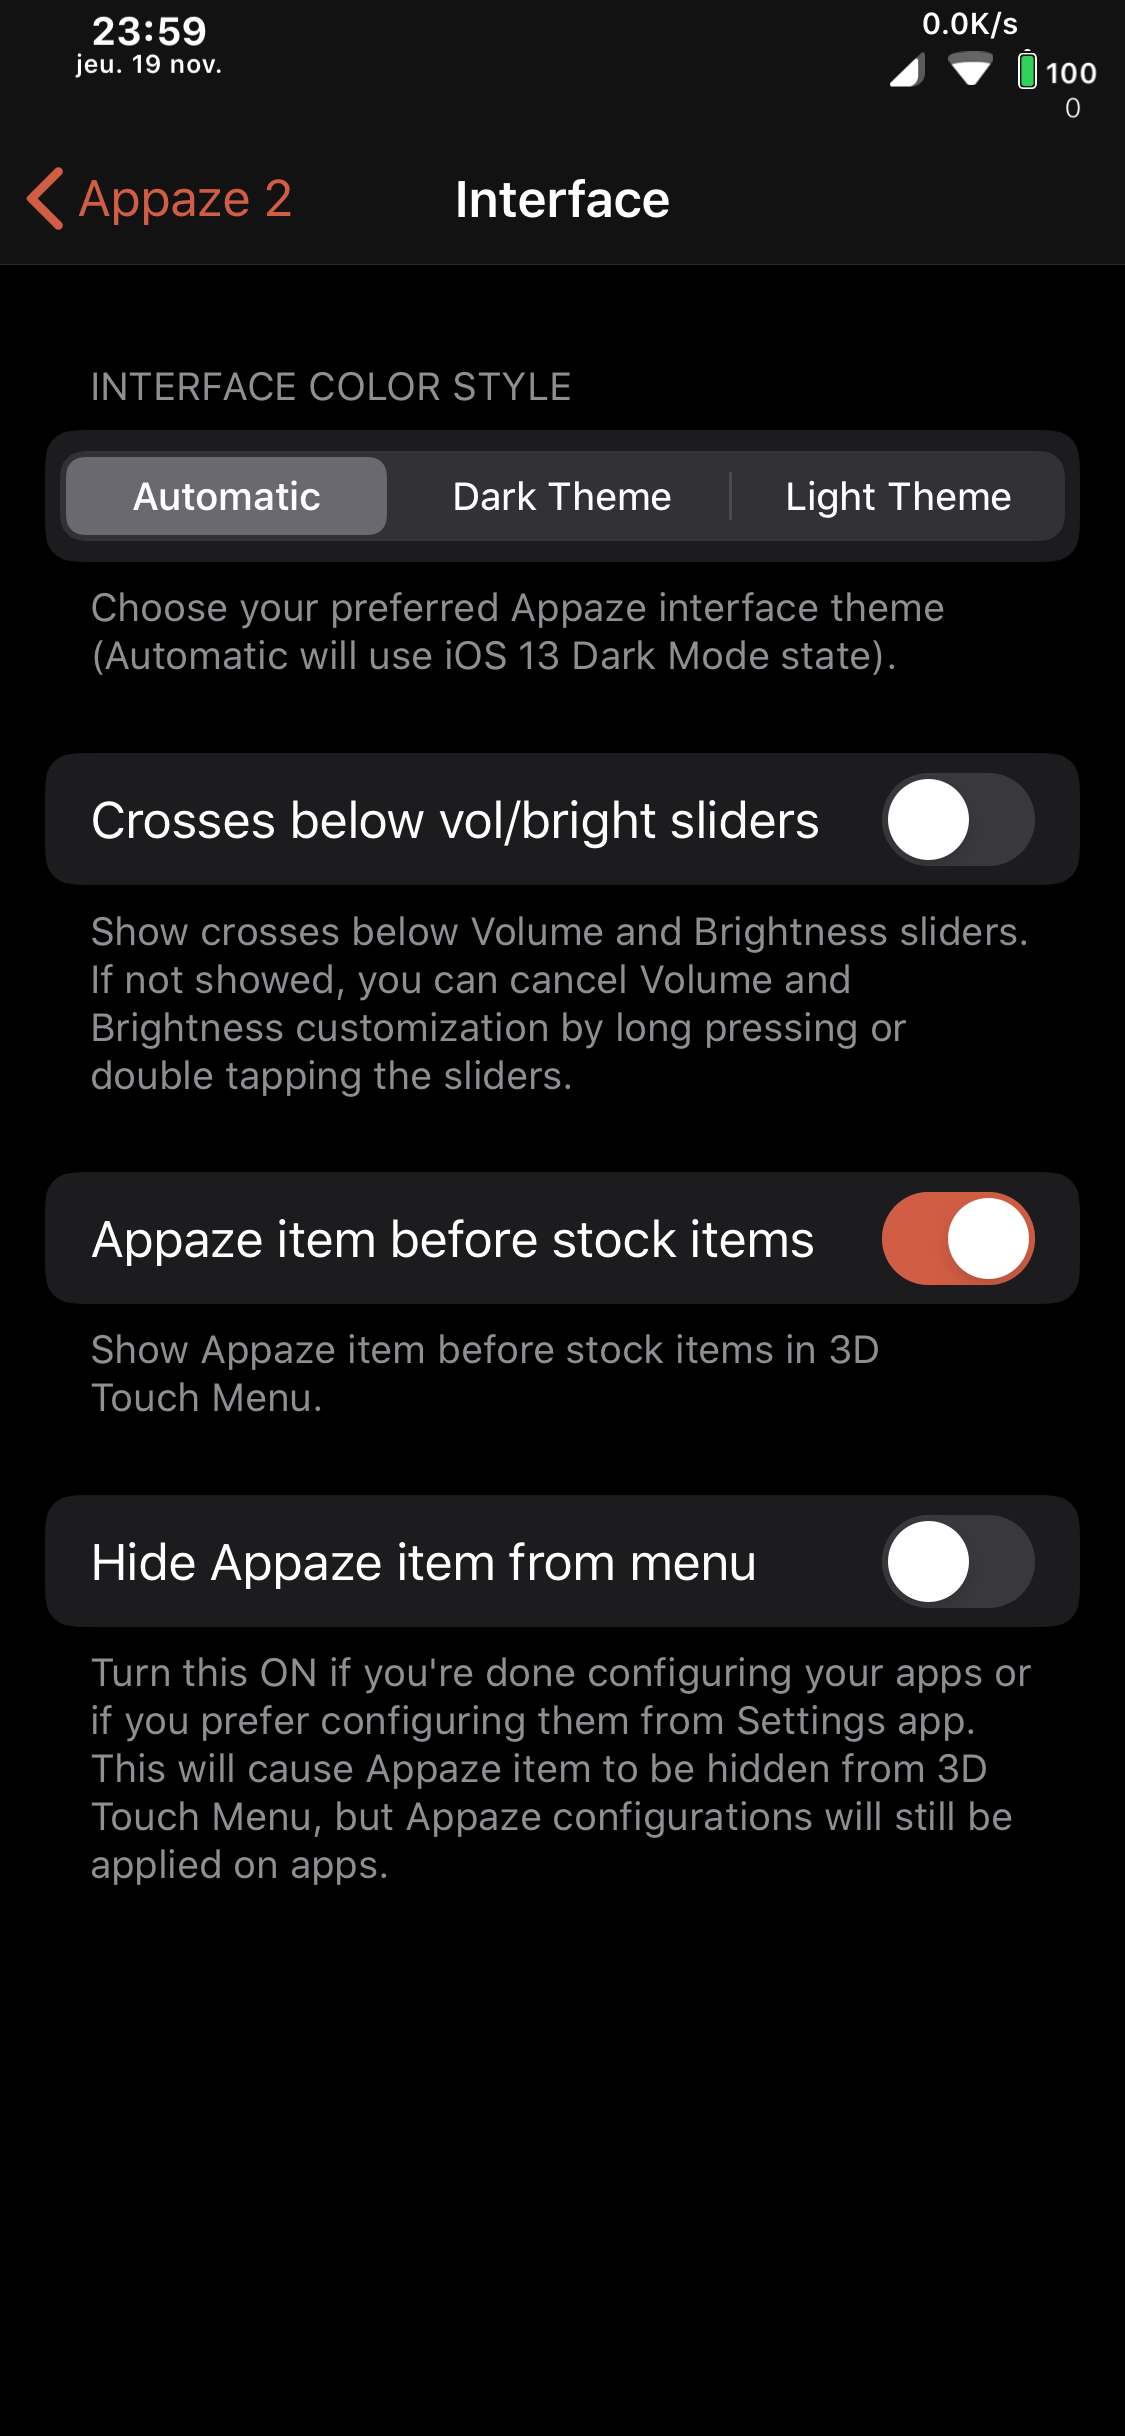 23:59
jeu. 19 nov.
0.0K/s
100
0
Appaze 2
Interface
INTERFACE COLOR STYLE
Automatic
Dark Theme
Light Theme
Choose your preferred Appaze interface theme
(Automatic will use iOS 13 Dark Mode state).
Crosses below vol/bright sliders
Show crosses below Volume and Brightness sliders.
If not showed, you can cancel Volume and
Brightness customization by long pressing or
double tapping the sliders.
Appaze item before stock items
Show Appaze item before stock items in 3D
Touch Menu.
Hide Appaze item from menu
Turn this ON if you're done configuring your apps or
if you prefer configuring them from Settings app.
This will cause Appaze item to be hidden from 3D
Touch Menu, but Appaze configurations will still be
applied on apps.